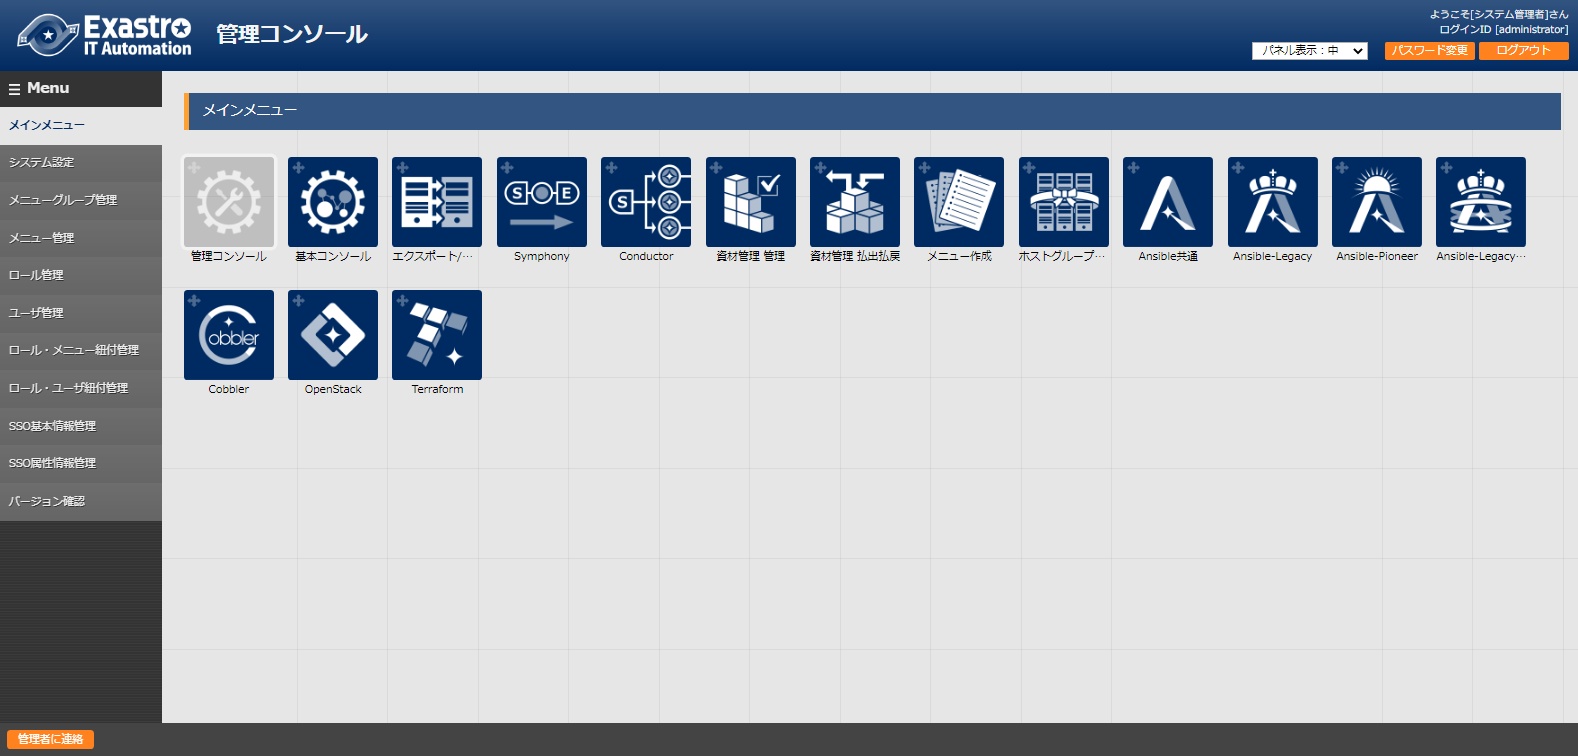 Exastro
IT Automation
管理コンソール
ようこそ[システム管理者]さん
ログインID [administrator]
パネル表示：中
パスワード変更
ログアウト
Menu
メインメニュー
システム設定
メニューグループ管理
メニュー管理
ロール管理
ユーザ管理
ロール・メニュー紐付管理
ロール・ユーザ紐付管理
SSO基本情報管理
SSO属性情報管理
バージョン確認
メインメニュー
管理コンソール
基本コンソール
エクスポート/…
S O E
Symphony
S
Conductor
資材管理 管理
資材管理 払出払戻
メニュー作成
ホストグループ…
Ansible共通
Ansible-Legacy
Ansible-Pioneer
Ansible-Legacy…
Cobbler
Cobbler
OpenStack
Terraform
管理者に連絡